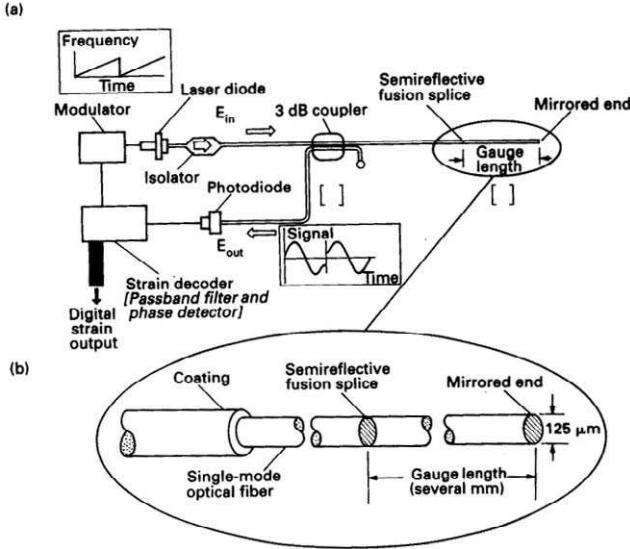 (a)
Frequency
Time
Modulator
Laser diode
Isolator
E_in
3 dB coupler
Semireflective
fusion splice
Mirrored end
Gauge
length
[ ]
[ ]
Photodiode
E_out
Signal
Time
Strain decoder
[Passband filter and
phase detector]
Digital
strain
output
(b)
Coating
Semireflective
fusion splice
Mirrored end
125 μm
Single-mode
optical fiber
Gauge length
(several mm)